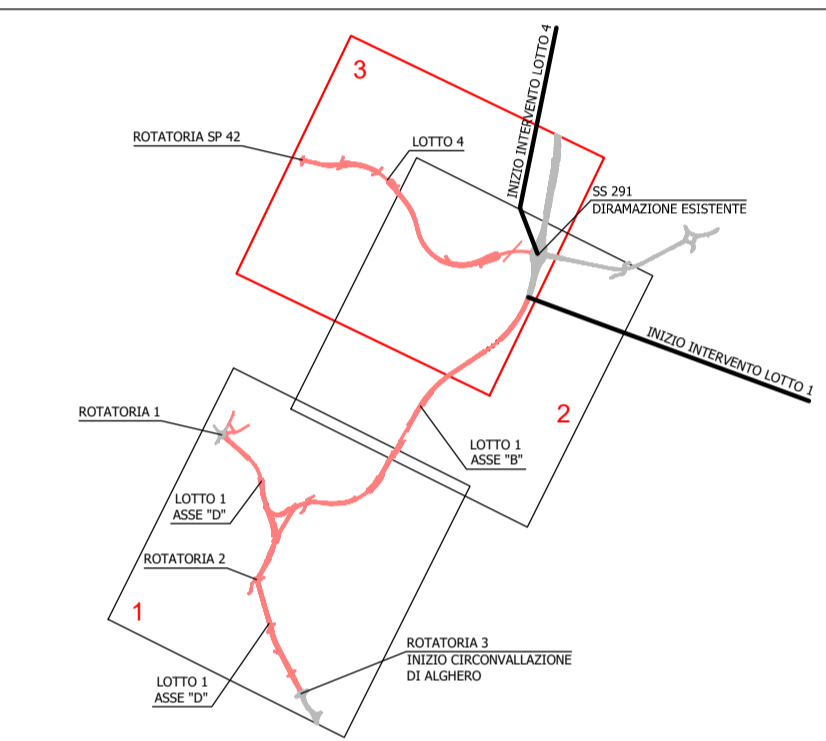 3
INIZIO INTERVENTO LOTTO 4
ROTATORIA SP 42
LOTTO 4
SS 291
DIRAMAZIONE ESISTENTE
INIZIO INTERVENTO LOTTO 1
ROTATORIA 1
2
LOTTO 1
ASSE "B"
LOTTO 1
ASSE "D"
ROTATORIA 2
1
ROTATORIA 3
INIZIO CIRCONVALLAZIONE
DI ALGHERO
LOTTO 1
ASSE "D"